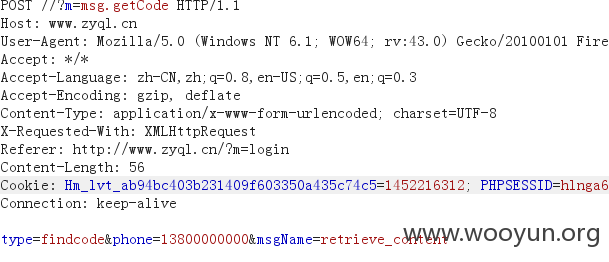 POST //?m=msg.getCode HTTP/1.1
Host: www.zyql.cn
User-Agent: Mozilla/5.0 (Windows NT 6.1; WOW64; rv:43.0) Gecko/20100101 Fire
Accept: */*
Accept-Language: zh-CN,zh;q=0.8,en-US;q=0.5,en;q=0.3
Accept-Encoding: gzip, deflate
Content-Type: application/x-www-form-urlencoded; charset=UTF-8
X-Requested-With: XMLHttpRequest
Referer: http://www.zyql.cn/?m=login
Content-Length: 56
Cookie: Hm_lvt_ab94bc403b231409f603350a435c74c5=1452216312; PHPSESSID=hlnga6
Connection: keep-alive
type=findcode&phone=13800000000&msgName=retrieve_content
www.wooyun.org